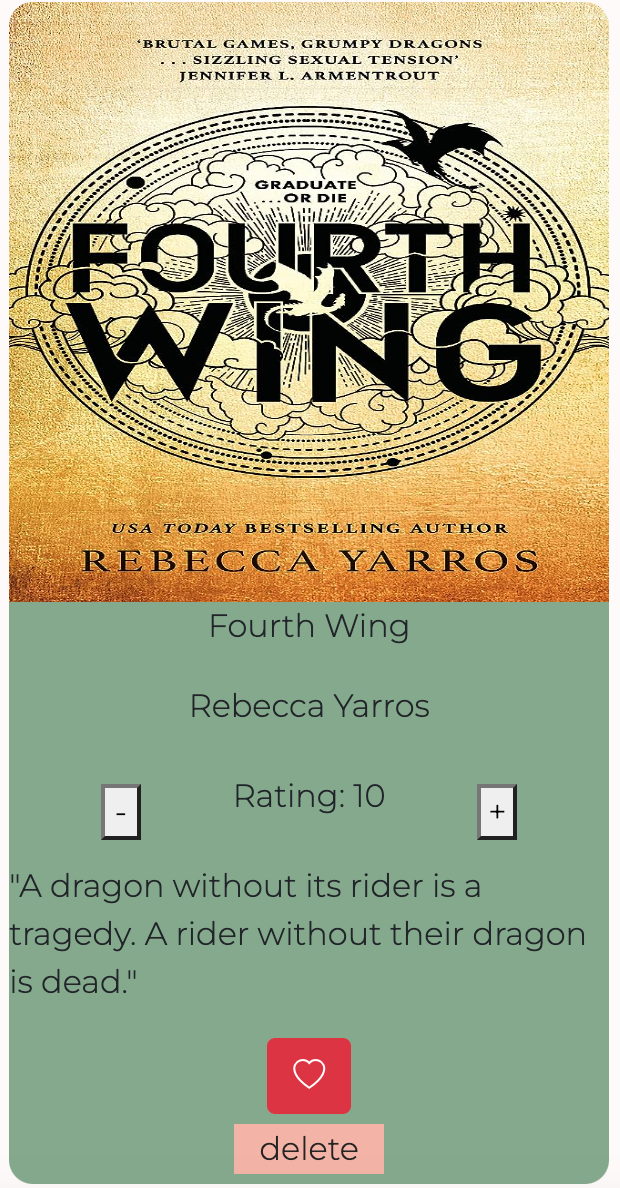 ‘BRUTAL GAMES, GRUMPY DRAGONS
. . . SIZZLING SEXUAL TENSION’
JENNIFER L. ARMENTROUT
GRADUATE
. . . OR DIE
FOURTH
WING
USA TODAY BESTSELLING AUTHOR
REBECCA YARROS
Fourth Wing
Rebecca Yarros
- Rating: 10 +
"A dragon without its rider is a
tragedy. A rider without their dragon
is dead."
delete